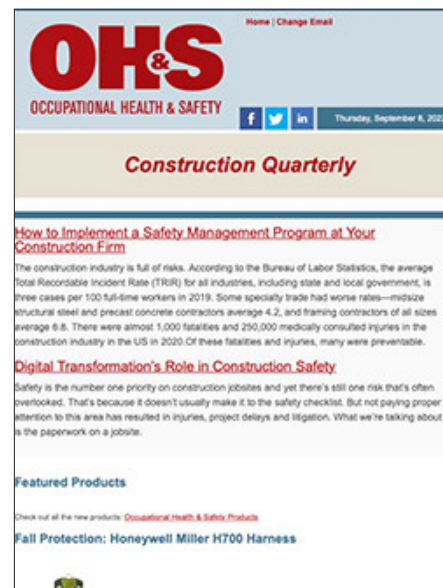 Home | Change Email
OH&S
OCCUPATIONAL HEALTH & SAFETY
Thursday, September 8, 202
Construction Quarterly
How to Implement a Safety Management Program at Your
Construction Firm
The construction industry is full of risks. According to the Bureau of Labor Statistics, the average
Total Recordable Incident Rate (TRIR) for all industries, including state and local government, is
three cases per 100 full-time workers in 2019. Some specialty trade had worse rates—midsize
structural steel and precast concrete contractors average 4.2, and framing contractors of all sizes
average 6.8. There were almost 1,000 fatalities and 250,000 medically consulted injuries in the
construction industry in the US in 2020.Of these fatalities and injuries, many were preventable.
Digital Transformation's Role in Construction Safety
Safety is the number one priority on construction jobsites and yet there's still one risk that's often
overlooked. That's because it doesn't usually make it to the safety checklist. But not paying proper
attention to this area has resulted in injuries, project delays and litigation. What we're talking about
is the paperwork on a jobsite.
Featured Products
Check out all the new products: Occupational Health & Safety Products
Fall Protection: Honeywell Miller H700 Harness